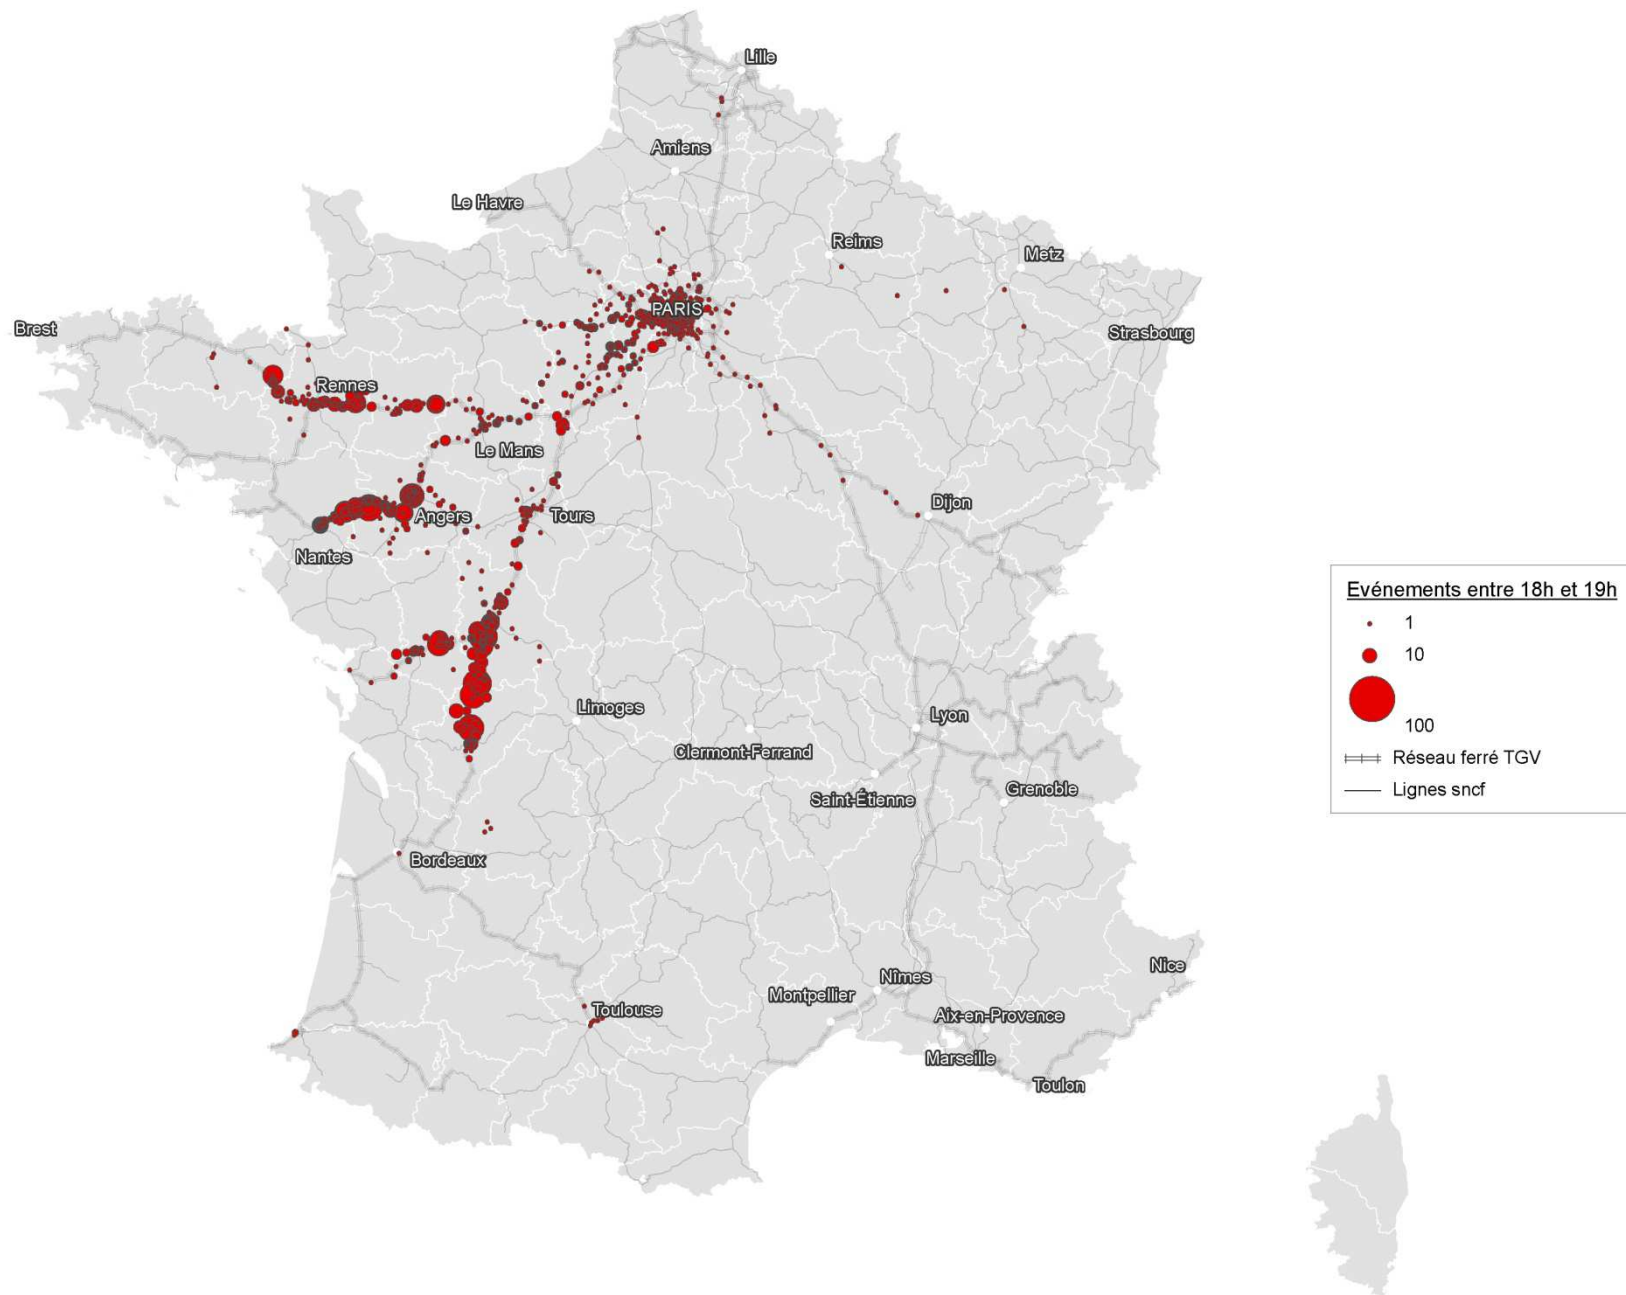 Lille
Amiens
Le Havre
Reims
Metz
PARIS
Brest
Strasbourg
Rennes
Le Mans
Dijon
Angers
Tours
Nantes
Limoges
Lyon
Clermont-Ferrand
Grenoble
Saint-Étienne
Bordeaux
Nice
Nîmes
Montpellier
Toulouse
Aix-en-Provence
Marseille
Toulon
Evénements entre 18h et 19h
1
10
100
Réseau ferré TGV
Lignes sncf